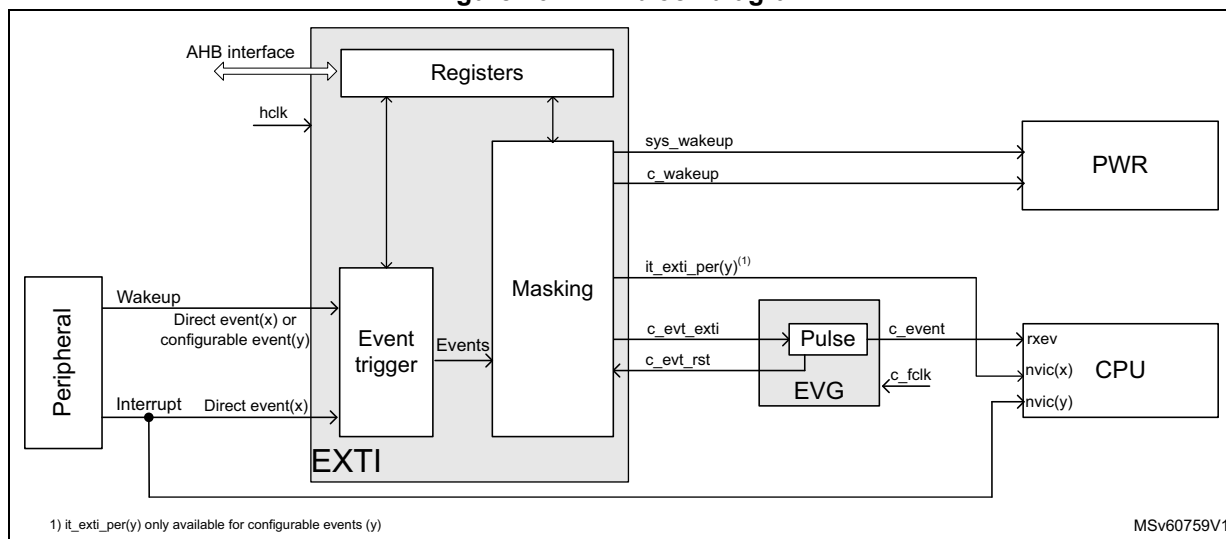 AHB interface
Registers
hclk
sys_wakeup
c_wakeup
PWR
it_exti_per(y)(1)
Masking
Peripheral
Wakeup
Direct event(x) or
configurable event(y)
Event
trigger
Events
c_evt_exti
c_evt_rst
Pulse
EVG
c_event
c_fclk
rxev
nvic(x)
nvic(y)
CPU
Interrupt
Direct event(x)
EXTI
1) it_exti_per(y) only available for configurable events (y)
MSv60759V1